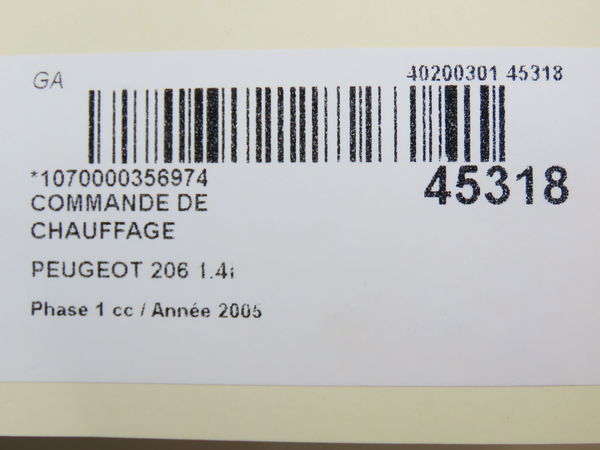 GA
40200301 45318
*1070000356974
45318
COMMANDE DE
CHAUFFAGE
PEUGEOT 206 1.4i
Phase 1 cc / Année 2005